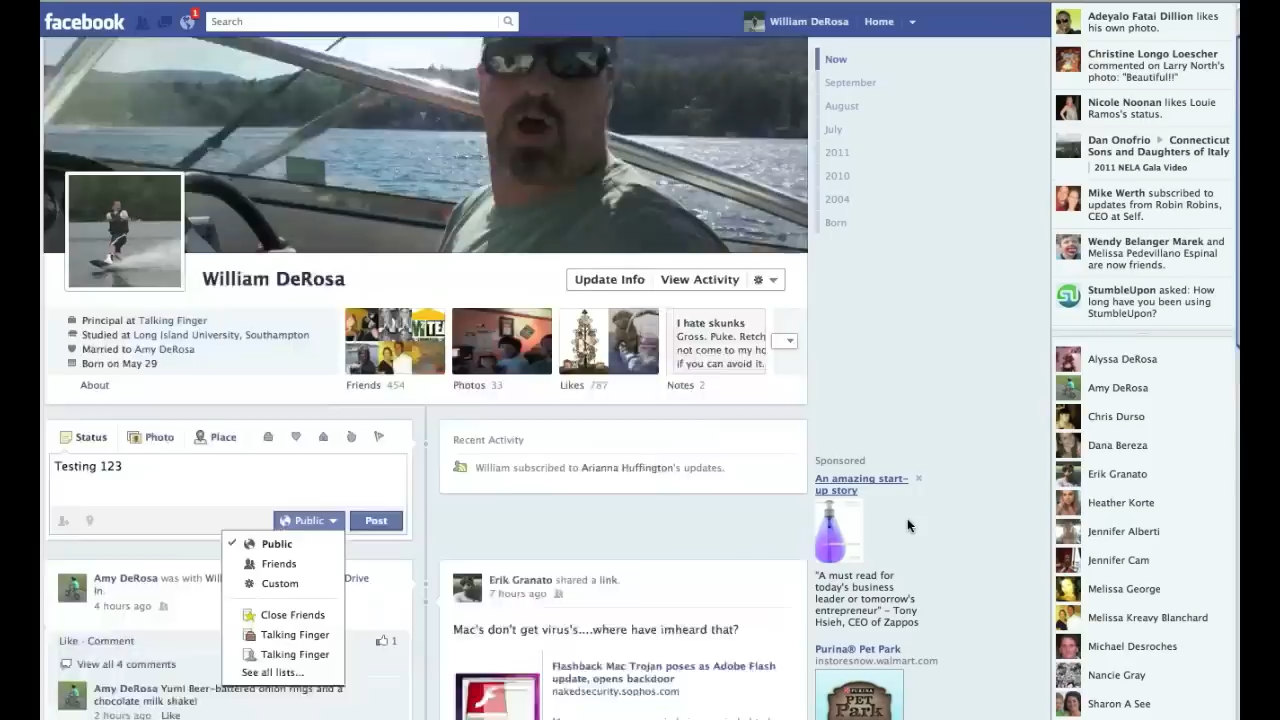 facebook
1
Search
William DeRosa
Home
Now
September
August
July
2011
2010
2004
Born
William DeRosa
Update Info
View Activity
Principal at Talking Finger
Studied at Long Island University, Southampton
Married to Amy DeRosa
Born on May 29
About
Friends 454
Photos 33
Likes 787
I hate skunks
Gross. Puke. Retch
not come to my ho
if you can avoid it.
Notes 2
Status
Photo
Place
Testing 123
Public
Post
Public
Friends
Custom
Close Friends
Talking Finger
Talking Finger
See all lists...
Amy DeRosa was with Will
Drive
In.
4 hours ago
Like · Comment
1
View all 4 comments
Amy DeRosa Yum! Beer-battered onion rings and a
chocolate milk shake!
2 hours ago Like
Recent Activity
William subscribed to Arianna Huffington's updates.
Erik Granato shared a link.
7 hours ago
Mac's don't get virus's....where have imheard that?
Flashback Mac Trojan poses as Adobe Flash
update, opens backdoor
nakedsecurity.sophos.com
Sponsored
An amazing start-
up story
"A must read for
today's business
leader or tomorrow's
entrepreneur" – Tony
Hsieh, CEO of Zappos
Purina® Pet Park
instoresnow.walmart.com
PURINA
PET
Park
Adeyalo Fatai Dillion likes
his own photo.
Christine Longo Loescher
commented on Larry North's
photo: "Beautiful!!"
Nicole Noonan likes Louie
Ramos's status.
Dan Onofrio ▶ Connecticut
Sons and Daughters of Italy
2011 NELA Gala Video
Mike Werth subscribed to
updates from Robin Robins,
CEO at Self.
Wendy Belanger Marek and
Melissa Pedevillano Espinal
are now friends.
StumbleUpon asked: How
long have you been using
StumbleUpon?
Alyssa DeRosa
Amy DeRosa
Chris Durso
Dana Bereza
Erik Granato
Heather Korte
Jennifer Alberti
Jennifer Cam
Melissa George
Melissa Kreavy Blanchard
Michael Desroches
Nancie Gray
Sharon A See